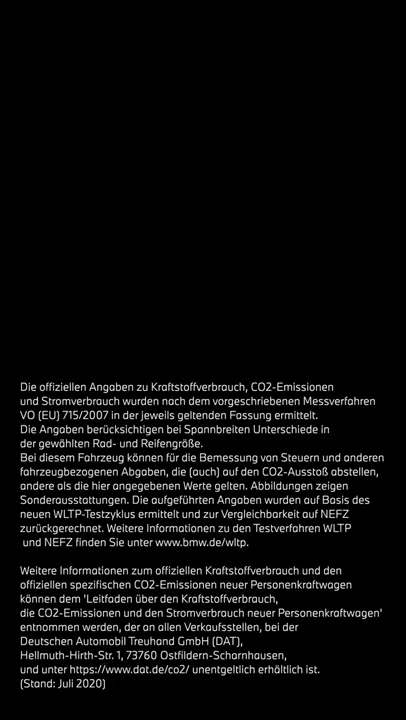 Die offiziellen Angaben zu Kraftstoffverbrauch, CO2-Emissionen
und Stromverbrauch wurden nach dem vorgeschriebenen Messverfahren
VO (EU) 715/2007 in der jeweils geltenden Fassung ermittelt.
Die Angaben berücksichtigen bei Spannbreiten Unterschiede in
der gewählten Rad- und Reifengröße.
Bei diesem Fahrzeug können für die Bemessung von Steuern und anderen
fahrzeugbezogenen Abgaben, die (auch) auf den CO2-Ausstoß abstellen,
andere als die hier angegebenen Werte gelten. Abbildungen zeigen
Sonderausstattungen. Die aufgeführten Angaben wurden auf Basis des
neuen WLTP-Testzyklus ermittelt und zur Vergleichbarkeit auf NEFZ
zurückgerechnet. Weitere Informationen zu den Testverfahren WLTP
und NEFZ finden Sie unter www.bmw.de/wltp.
Weitere Informationen zum offiziellen Kraftstoffverbrauch und den
offiziellen spezifischen CO2-Emissionen neuer Personenkraftwagen
können dem 'Leitfaden über den Kraftstoffverbrauch,
die CO2-Emissionen und den Stromverbrauch neuer Personenkraftwagen'
entnommen werden, der an allen Verkaufsstellen, bei der
Deutschen Automobil Treuhand GmbH (DAT),
Hellmuth-Hirth-Str. 1, 73760 Ostfildern-Scharnhausen,
und unter https://www.dat.de/co2/ unentgeltlich erhältlich ist.
(Stand: Juli 2020)